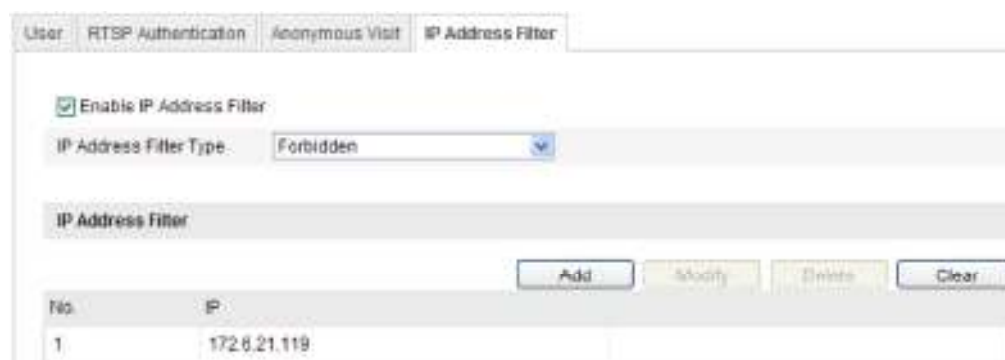 User RTSP Authentication Anonymous Visit IP Address Filter
Enable IP Address Filter
IP Address Filter Type Forbidden
IP Address Filter
Add Modify Delete Clear
No. IP
1 172.6.21.119